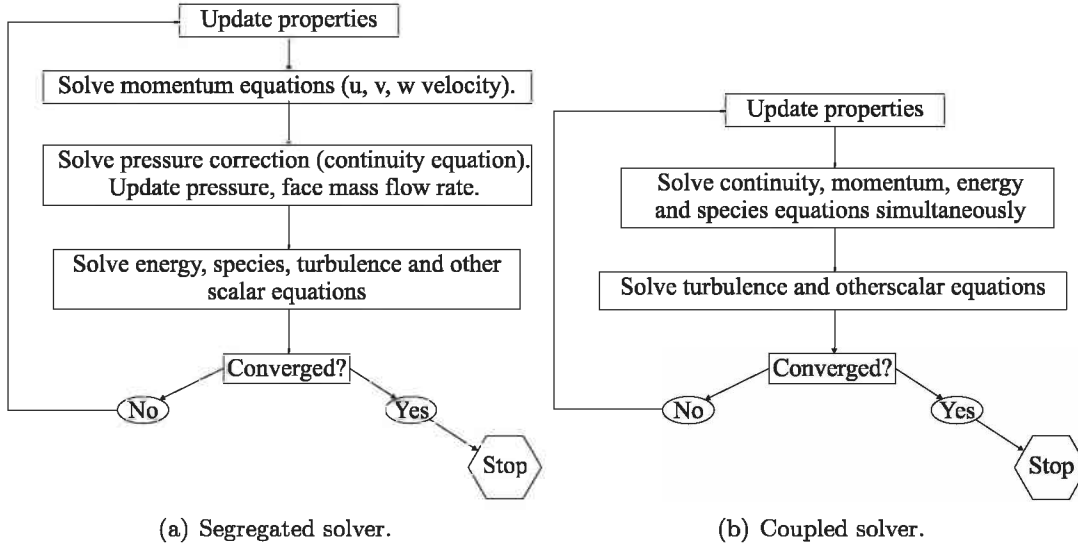 Update properties
Solve momentum equations (u, v, w velocity).
Solve pressure correction (continuity equation).
Update pressure, face mass flow rate.
Solve energy, species, turbulence and other
scalar equations
Converged?
No
Yes
Stop
(a) Segregated solver.
Update properties
Solve continuity, momentum, energy
and species equations simultaneously
Solve turbulence and otherscalar equations
Converged?
No
Yes
Stop
(b) Coupled solver.